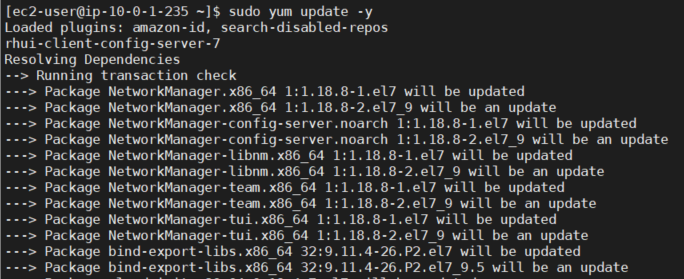 [ec2-user@ip-10-0-1-235 ~]$ sudo yum update -y
Loaded plugins: amazon-id, search-disabled-repos
rhui-client-config-server-7
Resolving Dependencies
--> Running transaction check
---> Package NetworkManager.x86_64 1:1.18.8-1.el7 will be updated
---> Package NetworkManager.x86_64 1:1.18.8-2.el7_9 will be an update
---> Package NetworkManager-config-server.noarch 1:1.18.8-1.el7 will be updated
---> Package NetworkManager-config-server.noarch 1:1.18.8-2.el7_9 will be an update
---> Package NetworkManager-libnm.x86_64 1:1.18.8-1.el7 will be updated
---> Package NetworkManager-libnm.x86_64 1:1.18.8-2.el7_9 will be an update
---> Package NetworkManager-team.x86_64 1:1.18.8-1.el7 will be updated
---> Package NetworkManager-team.x86_64 1:1.18.8-2.el7_9 will be an update
---> Package NetworkManager-tui.x86_64 1:1.18.8-1.el7 will be updated
---> Package NetworkManager-tui.x86_64 1:1.18.8-2.el7_9 will be an update
---> Package bind-export-libs.x86_64 32:9.11.4-26.P2.el7 will be updated
---> Package bind-export-libs.x86_64 32:9.11.4-26.P2.el7_9.5 will be an update